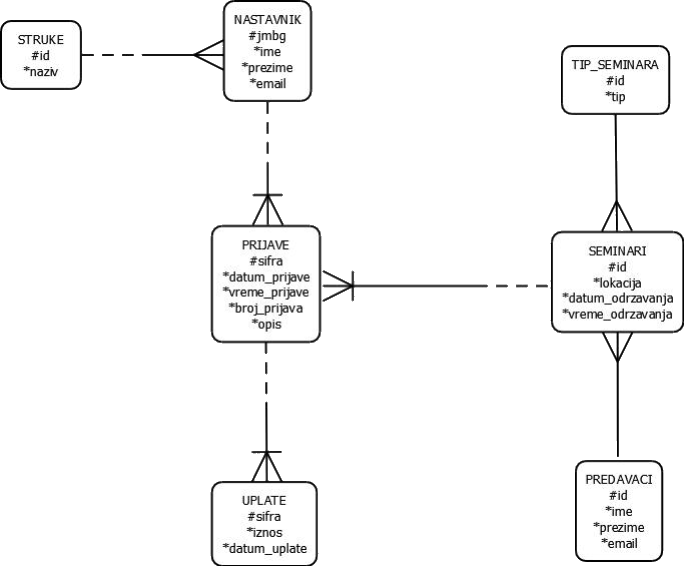 STRUKE
#id
*naziv
NASTAVNIK
#jmbg
*ime
*prezime
*email
TIP_SEMINARA
#id
*tip
PRIJAVE
#sifra
*datum_prijave
*vreme_prijave
*broj_prijava
*opis
SEMINARI
#id
*lokacija
*datum_odrzavanja
*vreme_odrzavanja
UPLATE
#sifra
*iznos
*datum_uplate
PREDAVACI
#id
*ime
*prezime
*email